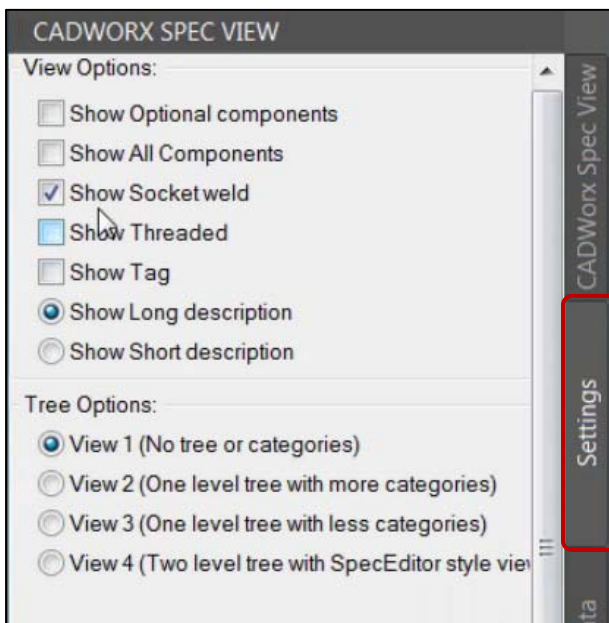 CADWORX SPEC VIEW
View Options:
Show Optional components
Show All Components
Show Socket weld
Show Threaded
Show Tag
Show Long description
Show Short description
Tree Options:
View 1 (No tree or categories)
View 2 (One level tree with more categories)
View 3 (One level tree with less categories)
View 4 (Two level tree with SpecEditor style
CADWorx Spec View
Settings